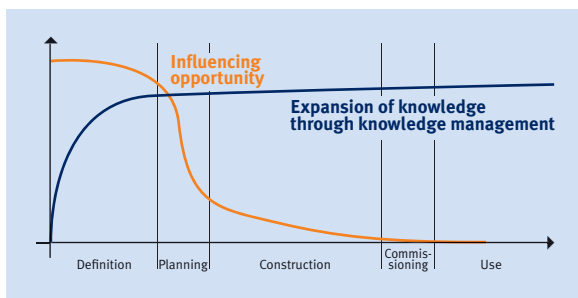 Influencing
opportunity
Expansion of knowledge
through knowledge management
Definition
Planning
Construction
Commis-
sioning
Use